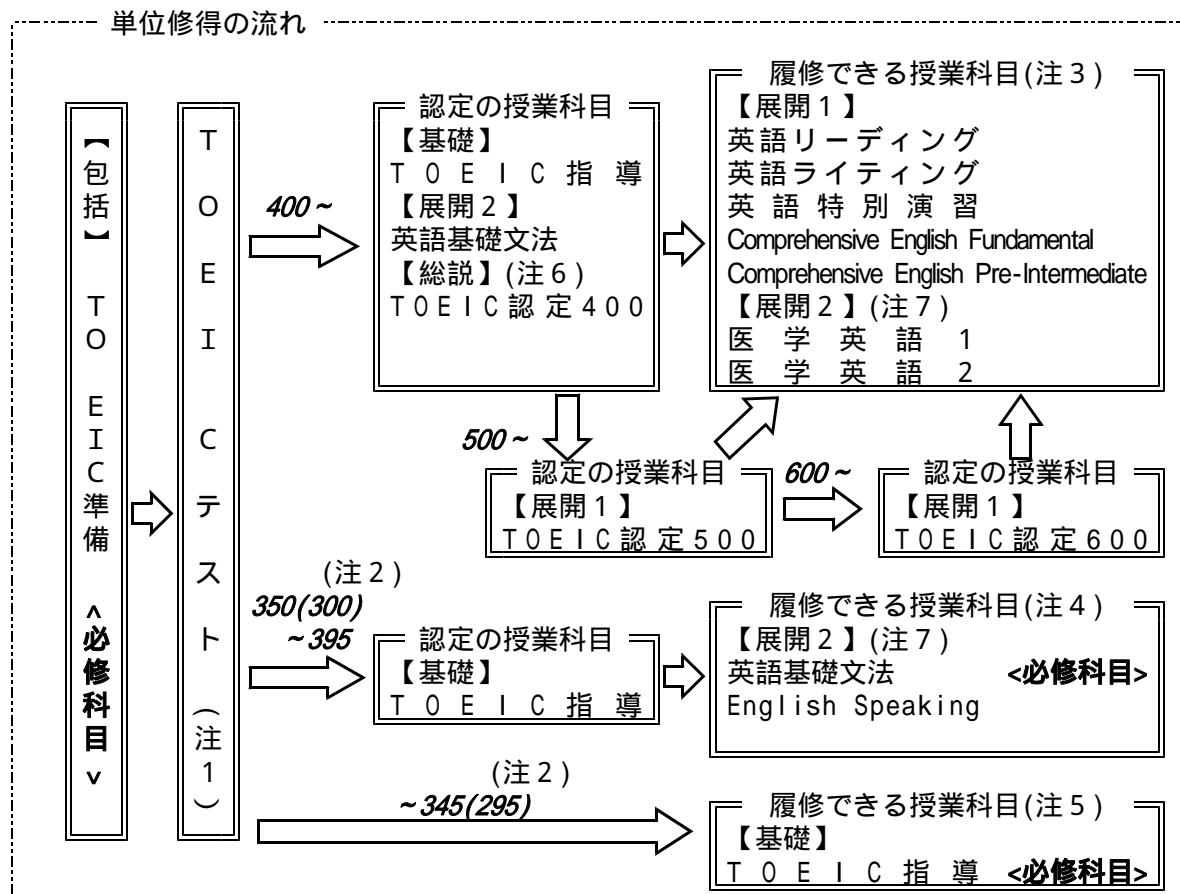 単位修得の流れ
【包括】 TOEIC準備 <必修科目>
TOEICテスト(注1)
400~
認定の授業科目
【基礎】
TOEIC指導
【展開2】
英語基礎文法
【総説】(注6)
TOEIC認定400
履修できる授業科目(注3)
【展開1】
英語リーディング
英語ライティング
英語特別演習
Comprehensive English Fundamental
Comprehensive English Pre-Intermediate
【展開2】(注7)
医学英語1
医学英語2
500~
認定の授業科目
【展開1】
TOEIC認定500
600~
認定の授業科目
【展開1】
TOEIC認定600
(注2)
350(300)
~395
認定の授業科目
【基礎】
TOEIC指導
履修できる授業科目(注4)
【展開2】(注7)
英語基礎文法 <必修科目>
English Speaking
(注2)
~345(295)
履修できる授業科目(注5)
【基礎】
TOEIC指導 <必修科目>